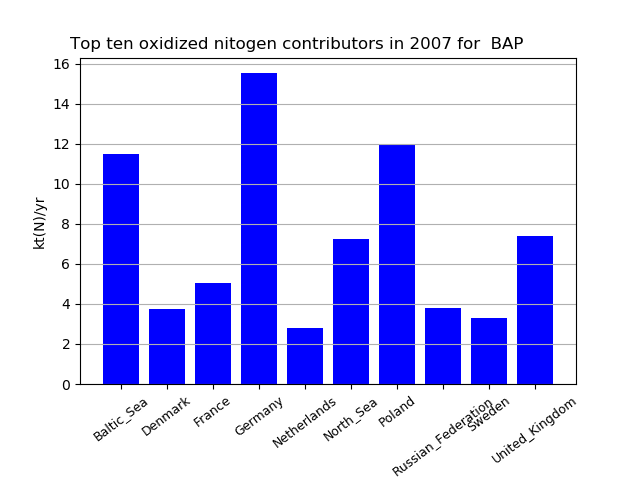 Top ten oxidized nitogen contributors in 2007 for  BAP
kt(N)/yr
16
14
12
10
8
6
4
2
0
Baltic_Sea
Denmark
France
Germany
Netherlands
North_Sea
Poland
Russian_Federation
Sweden
United_Kingdom